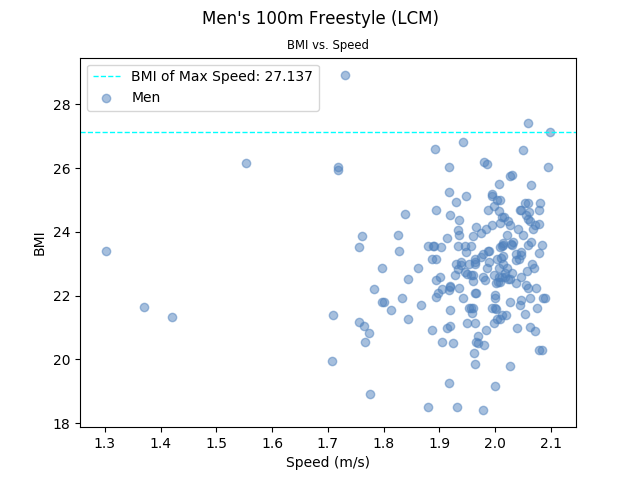 Men's 100m Freestyle (LCM)
BMI vs. Speed
BMI of Max Speed: 27.137
Men
28
26
24
22
20
18
BMI
1.3 1.4 1.5 1.6 1.7 1.8 1.9 2.0 2.1
Speed (m/s)